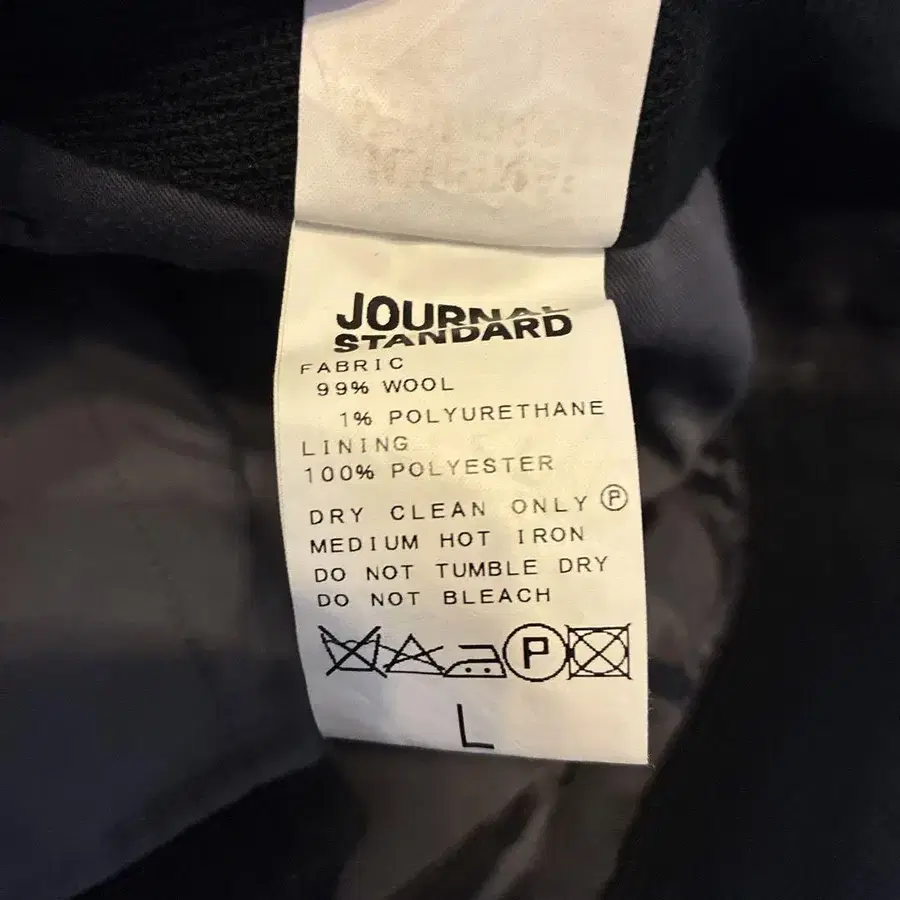 JOURNAL
STANDARD
FABRIC
99% WOOL
1% POLYURETHANE
LINING
100% POLYESTER
DRY CLEAN ONLY Ⓟ
MEDIUM HOT IRON
DO NOT TUMBLE DRY
DO NOT BLEACH
P
L